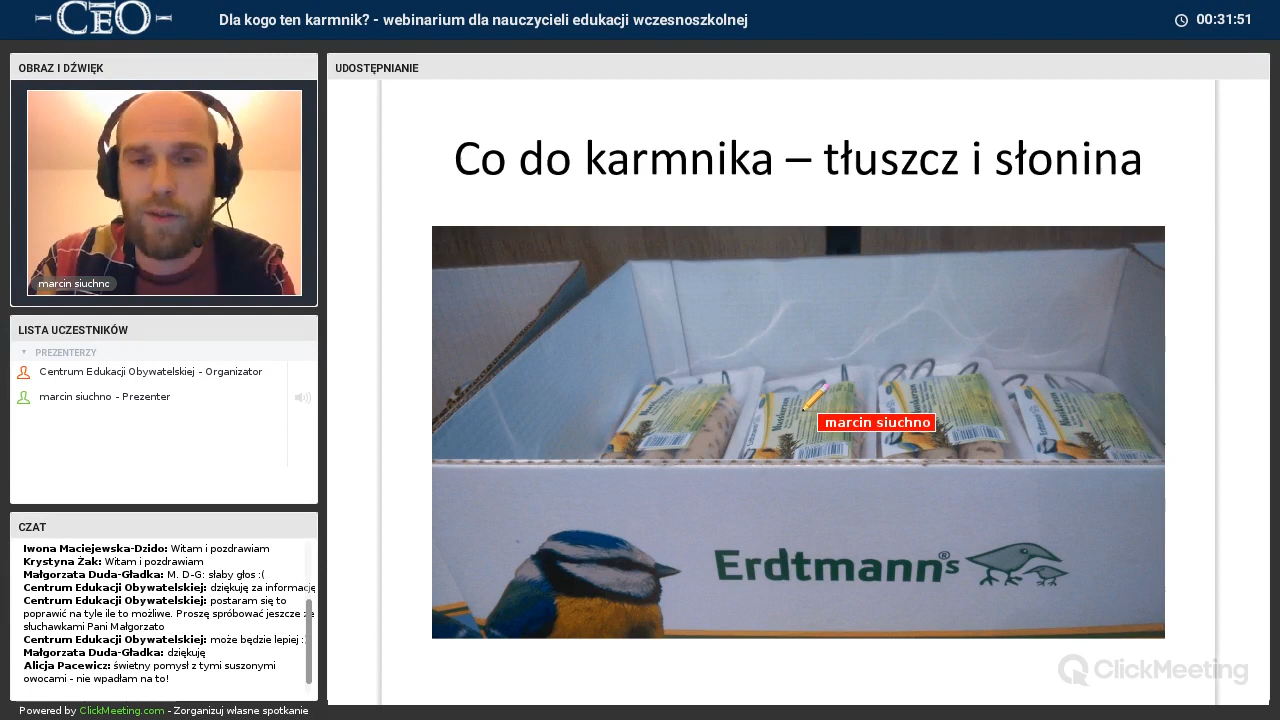 CEO
Dla kogo ten karmnik? - webinarium dla nauczycieli edukacji wczesnoszkolnej
00:31:51
OBRAZ I DŹWIĘK
marcin siuchno
LISTA UCZESTNIKÓW
PREZENTERZY
Centrum Edukacji Obywatelskiej - Organizator
marcin siuchno - Prezenter
CZAT
Iwona Maciejewska-Dzido: Witam i pozdrawiam
Krystyna Żak: Witam i pozdrawiam
Małgorzata Duda-Gładka: M. D-G: słaby głos :(
Centrum Edukacji Obywatelskiej: dziękuję za informację
Centrum Edukacji Obywatelskiej: postaram się to
poprawić na tyle ile to możliwe. Proszę spróbować jeszcze ze
słuchawkami Pani Małgorzato
Centrum Edukacji Obywatelskiej: może będzie lepiej :
Małgorzata Duda-Gładka: dziękuję
Alicja Pacewicz: świetny pomysł z tymi suszonymi
owocami - nie wpadłam na to!
Powered by ClickMeeting.com - Zorganizuj własne spotkanie
UDOSTĘPNIANIE
Co do karmnika – tłuszcz i słonina
marcin siuchno
Erdtmann®s
ClickMeeting